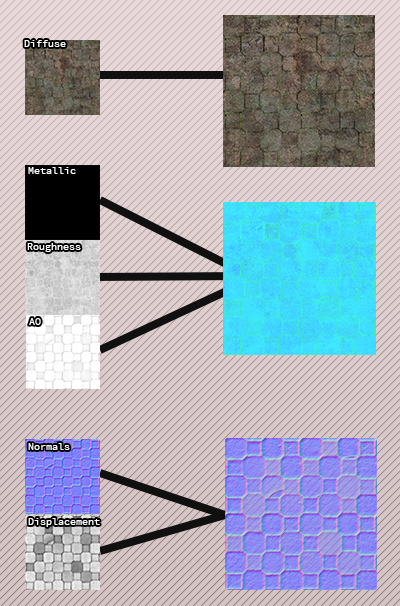 Diffuse
Metallic
Roughness
AO
Normals
Displacement